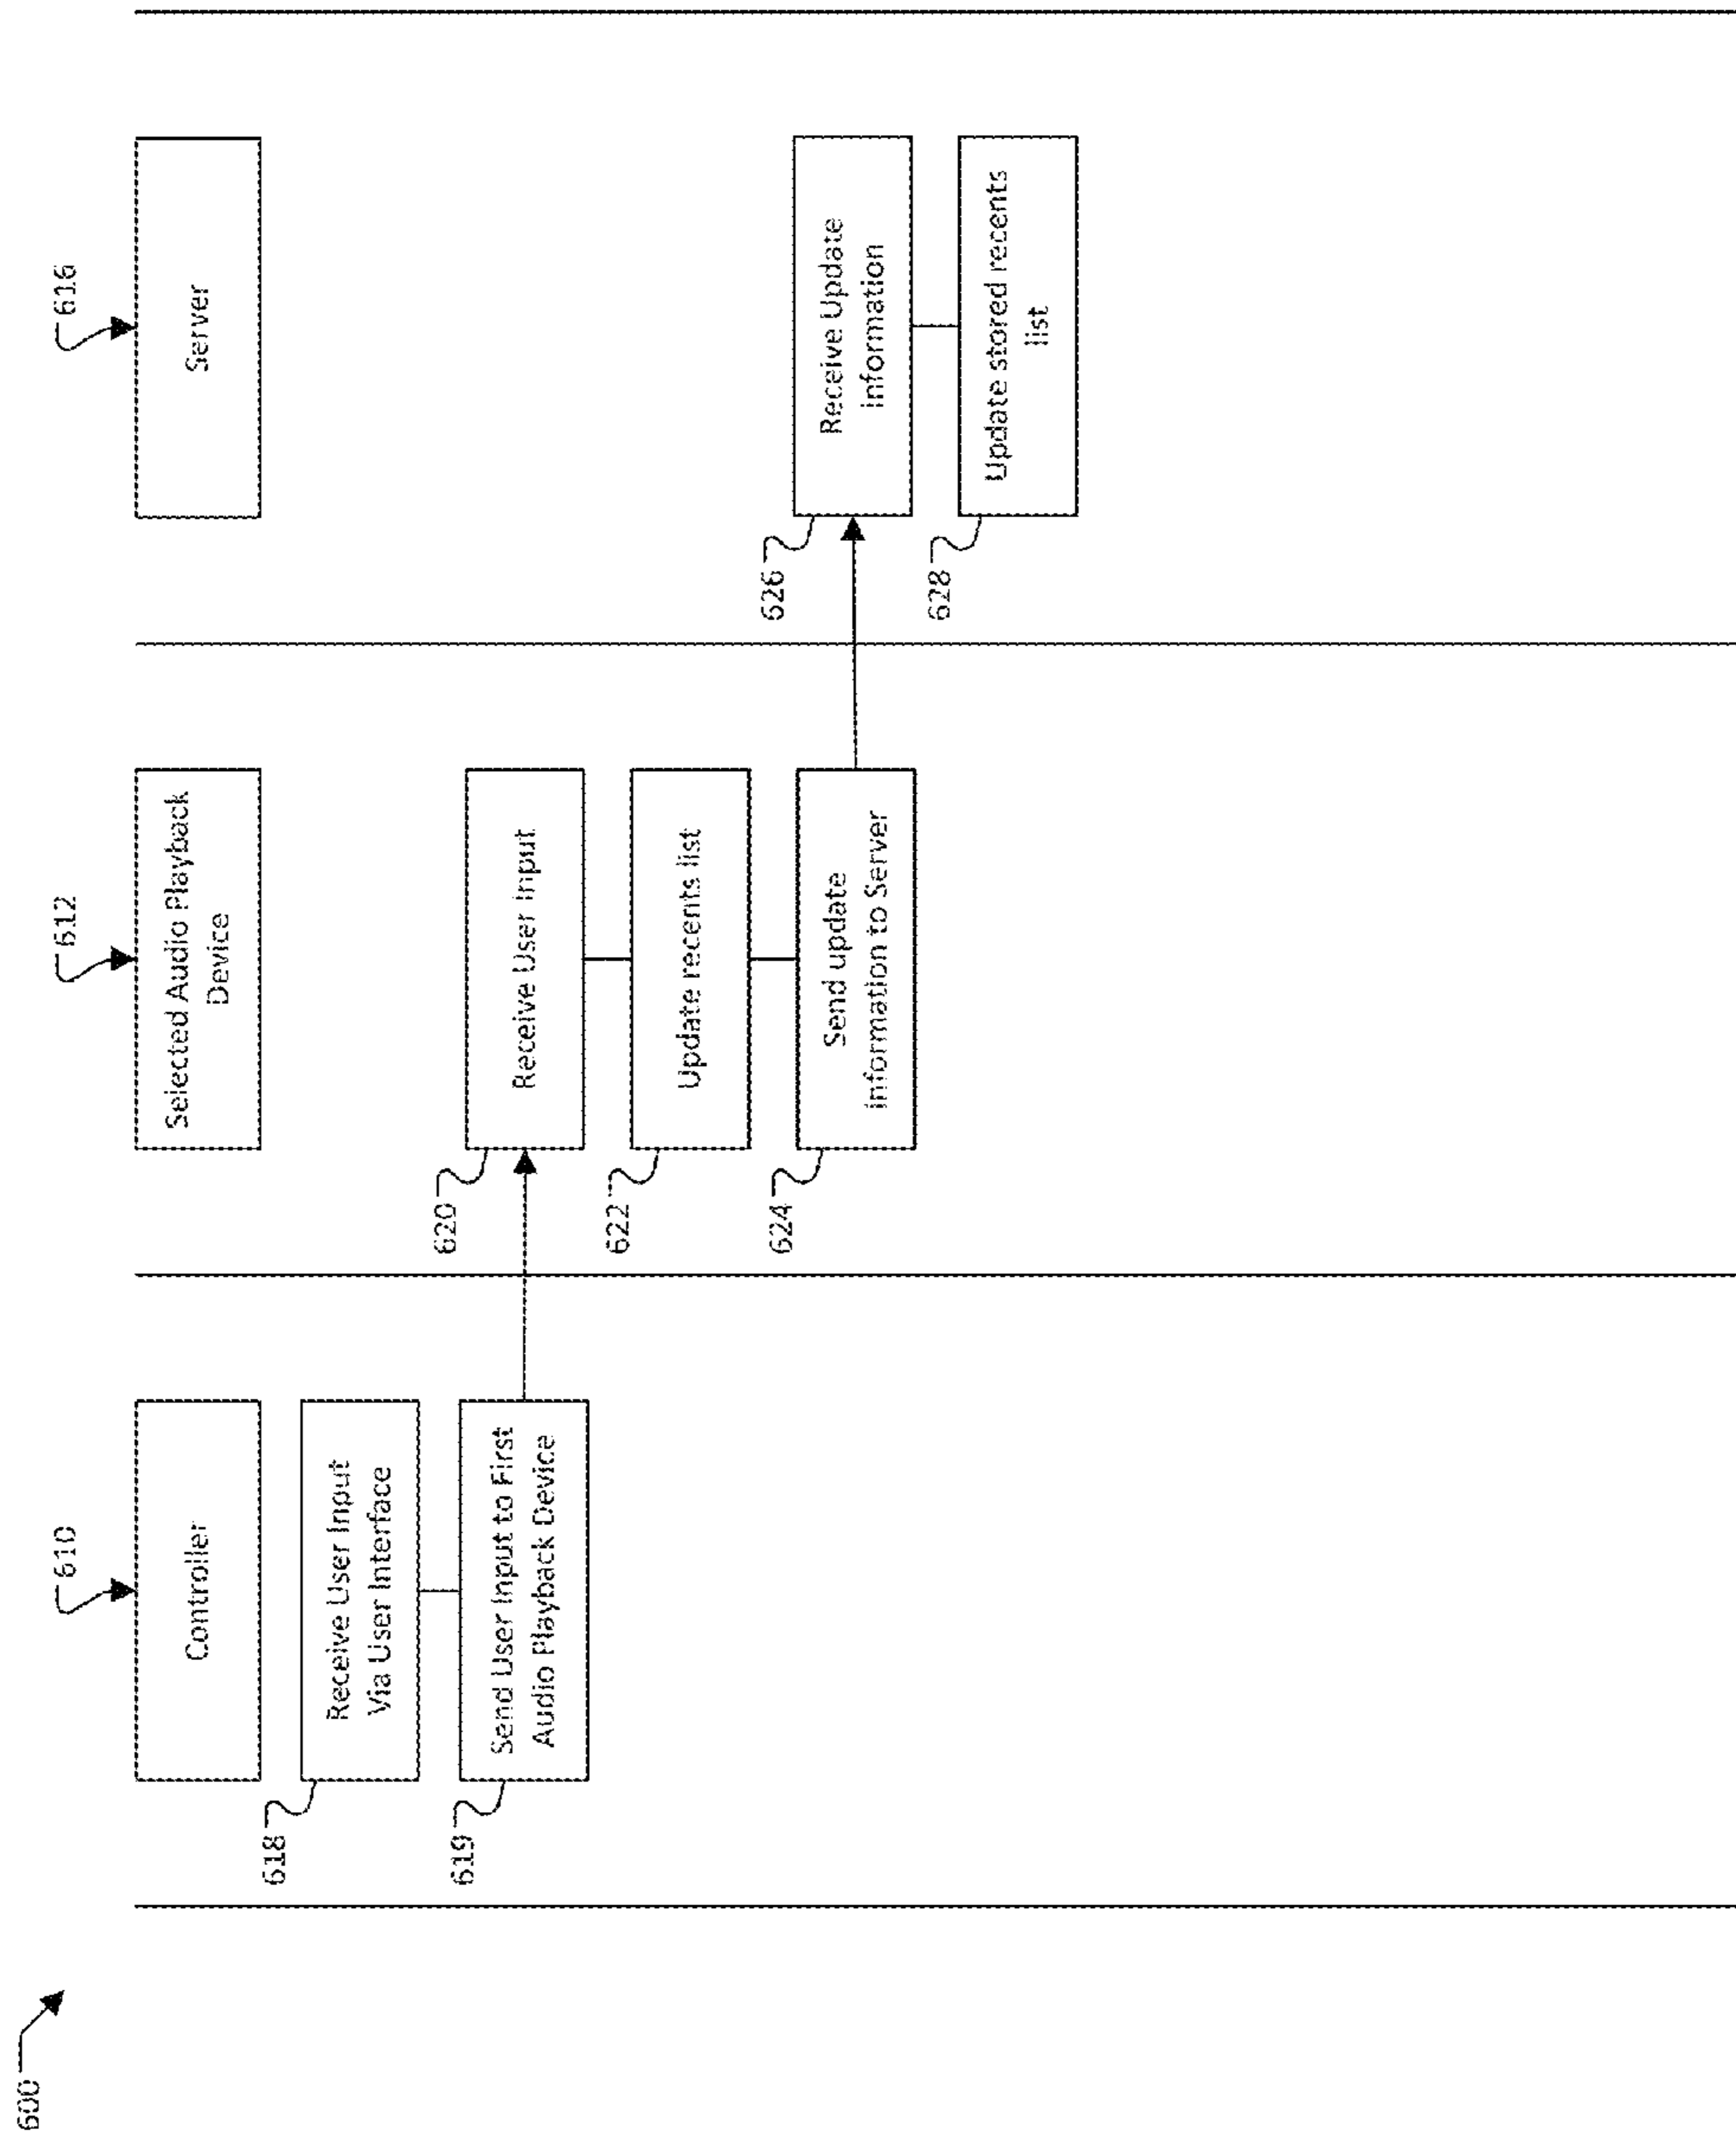 600
610
Controller
612
Selected Audio Playback
Device
616
Server
618
Receive User Input
Via User Interface
619
Send User Input to First
Audio Playback Device
620
Receive User Input
622
Update recents list
624
Send update
information to Server
626
Receive Update
Information
628
Update stored recents
list